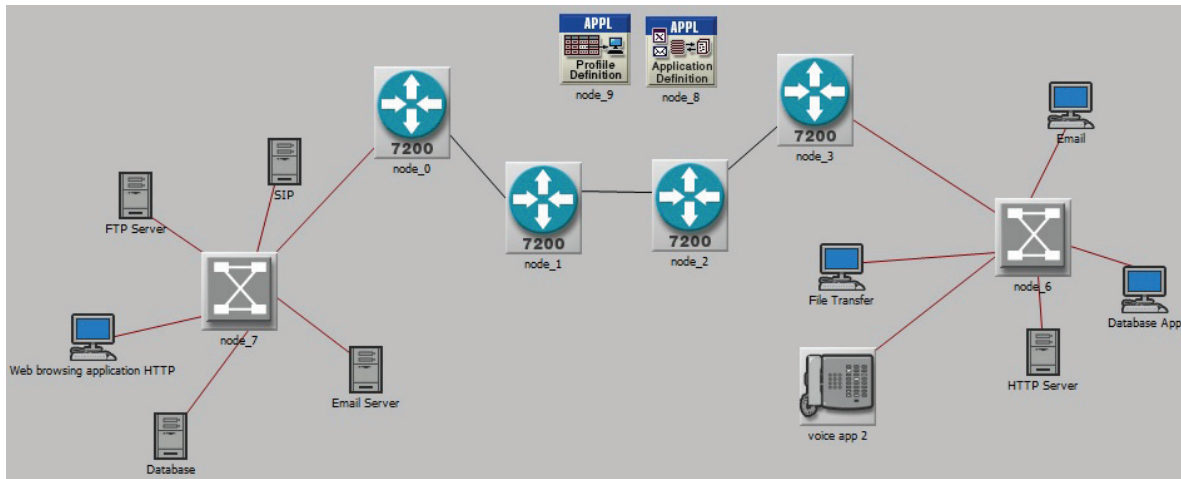 APPL
Profile
Definition
node_9
APPL
Application
Definition
node_8
7200
node_0
7200
node_1
7200
node_2
7200
node_3
SIP
FTP Server
node_7
Web browsing application HTTP
Email Server
Database
Email
node_6
File Transfer
Database App
HTTP Server
voice app 2